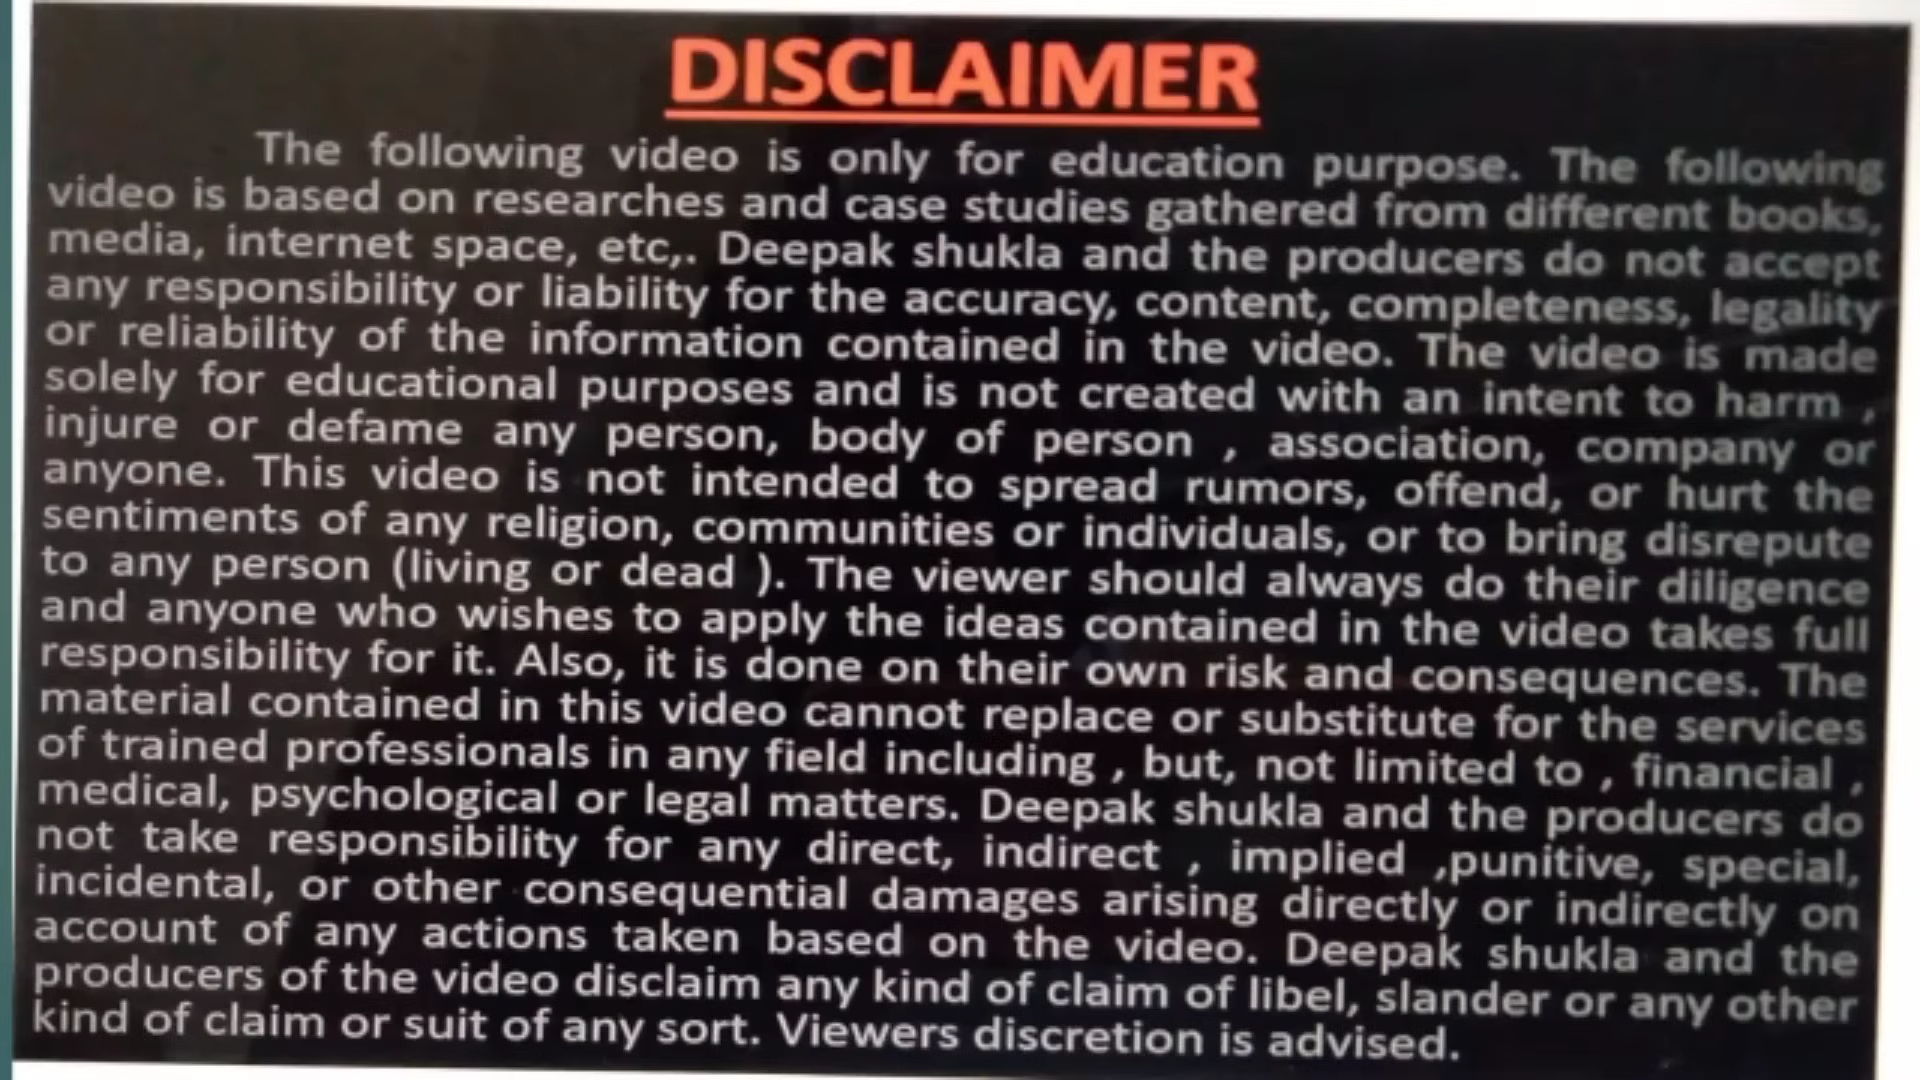 DISCLAIMER
The following video is only for education purpose. The following
video is based on researches and case studies gathered from different books,
media, internet space, etc,. Deepak shukla and the producers do not accept
any responsibility or liability for the accuracy, content, completeness, legality
or reliability of the information contained in the video. The video is made
solely for educational purposes and is not created with an intent to harm ,
injure or defame any person, body of person , association, company or
anyone. This video is not intended to spread rumors, offend, or hurt the
sentiments of any religion, communities or individuals, or to bring disrepute
to any person (living or dead ). The viewer should always do their diligence
and anyone who wishes to apply the ideas contained in the video takes full
responsibility for it. Also, it is done on their own risk and consequences. The
material contained in this video cannot replace or substitute for the services
of trained professionals in any field including , but, not limited to , financial ,
medical, psychological or legal matters. Deepak shukla and the producers do
not take responsibility for any direct, indirect , implied ,punitive, special,
incidental, or other consequential damages arising directly or indirectly on
account of any actions taken based on the video. Deepak shukla and the
producers of the video disclaim any kind of claim of libel, slander or any other
kind of claim or suit of any sort. Viewers discretion is advised.